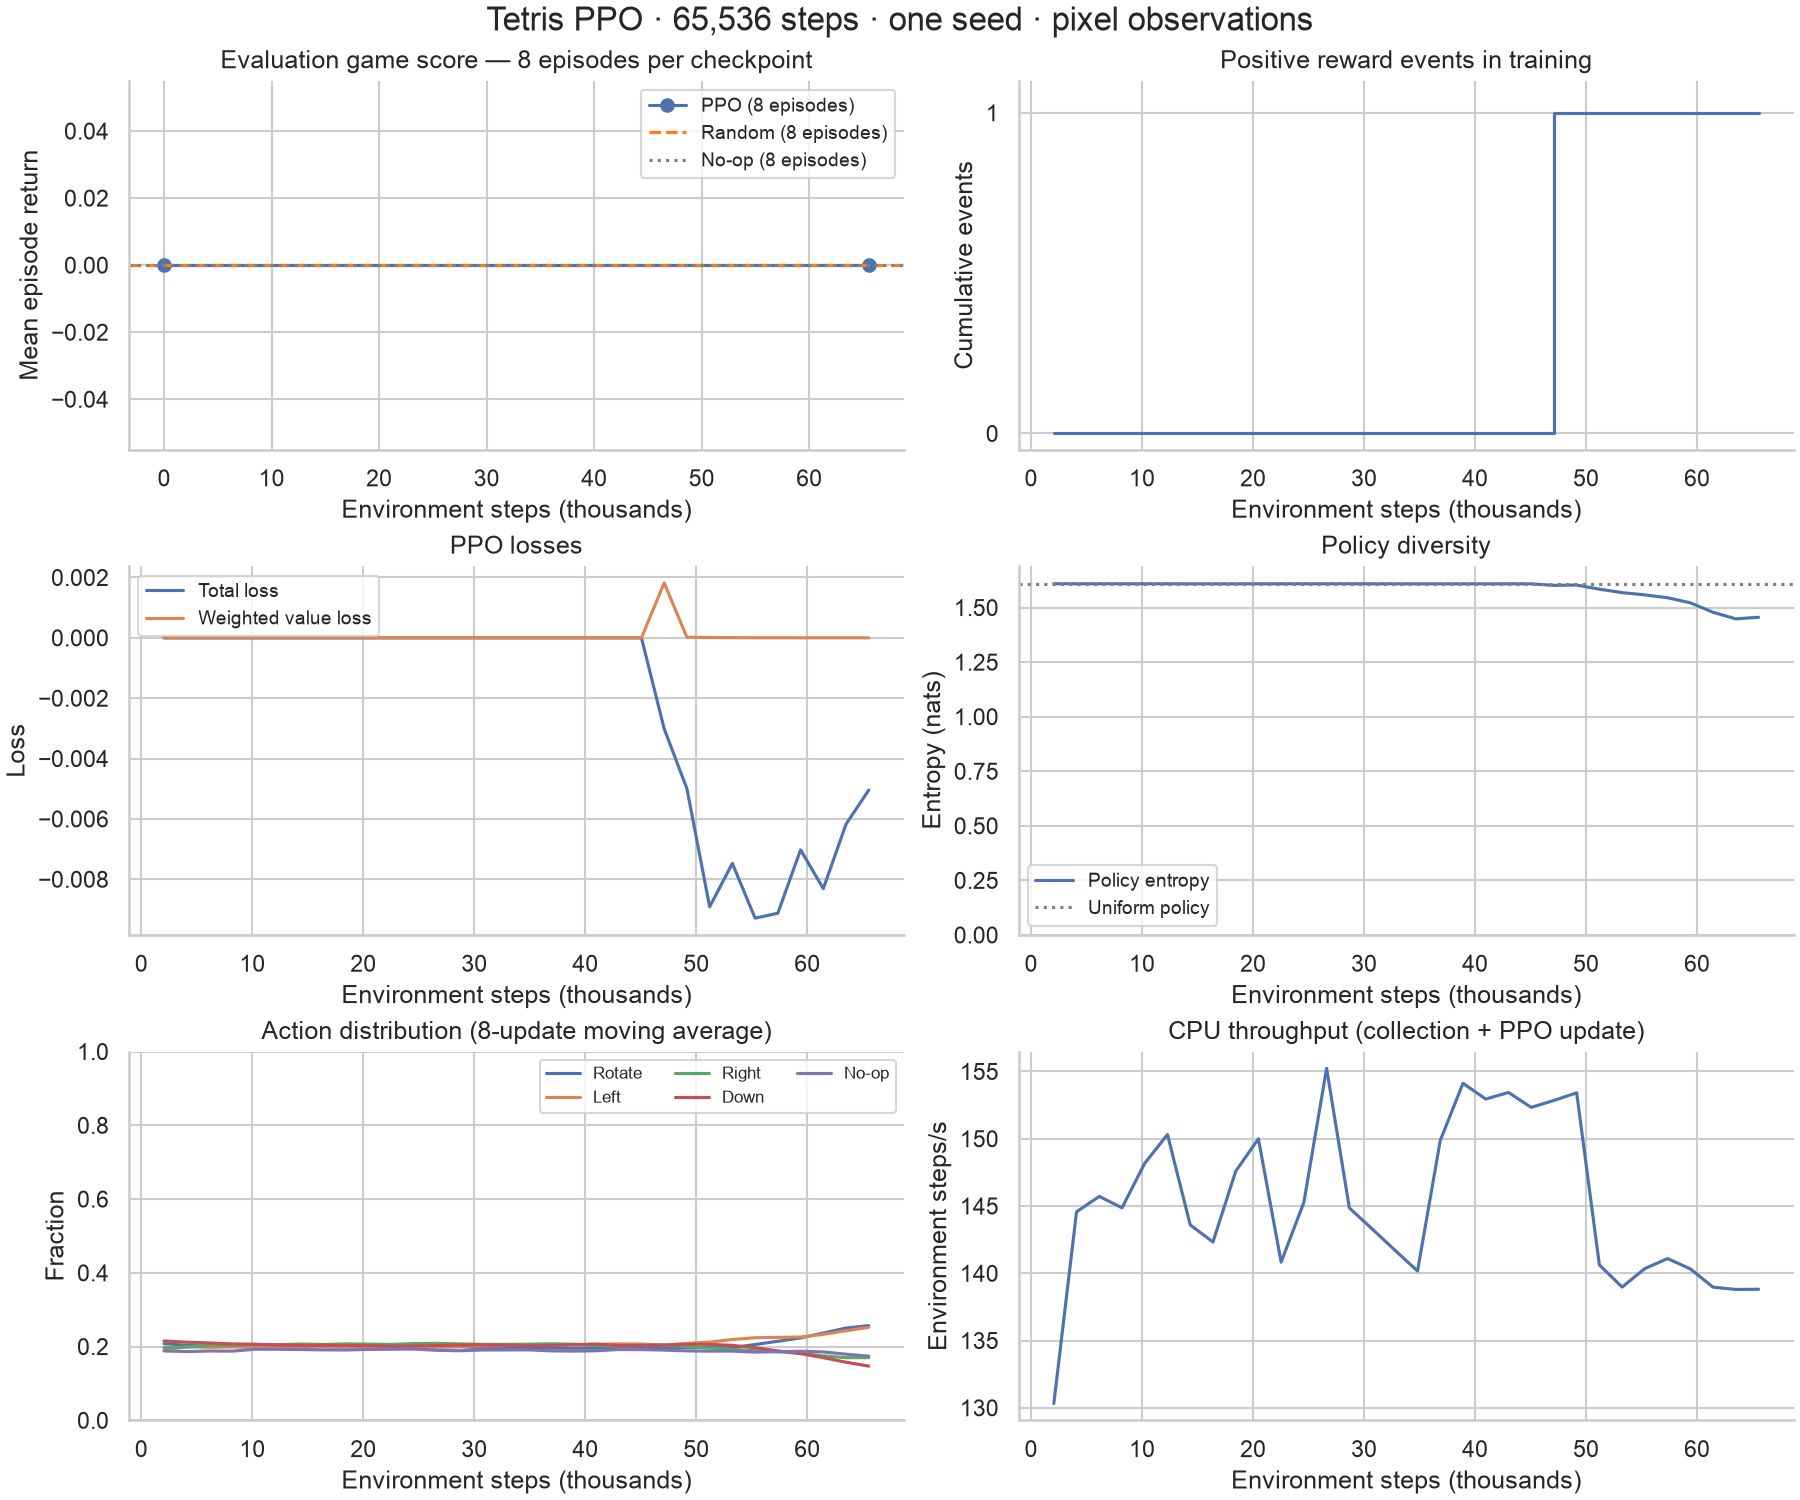 Tetris PPO · 65,536 steps · one seed · pixel observations
Evaluation game score — 8 episodes per checkpoint
Mean episode return
0.04
0.02
0.00
−0.02
−0.04
PPO (8 episodes)
Random (8 episodes)
No-op (8 episodes)
0 10 20 30 40 50 60
Environment steps (thousands)
Positive reward events in training
Cumulative events
1
0
0 10 20 30 40 50 60
Environment steps (thousands)
PPO losses
Loss
0.002
0.000
−0.002
−0.004
−0.006
−0.008
Total loss
Weighted value loss
0 10 20 30 40 50 60
Environment steps (thousands)
Policy diversity
Entropy (nats)
1.50
1.25
1.00
0.75
0.50
0.25
0.00
Policy entropy
Uniform policy
0 10 20 30 40 50 60
Environment steps (thousands)
Action distribution (8-update moving average)
Fraction
1.0
0.8
0.6
0.4
0.2
0.0
Rotate Right No-op
Left Down
0 10 20 30 40 50 60
Environment steps (thousands)
CPU throughput (collection + PPO update)
Environment steps/s
155
150
145
140
135
130
0 10 20 30 40 50 60
Environment steps (thousands)